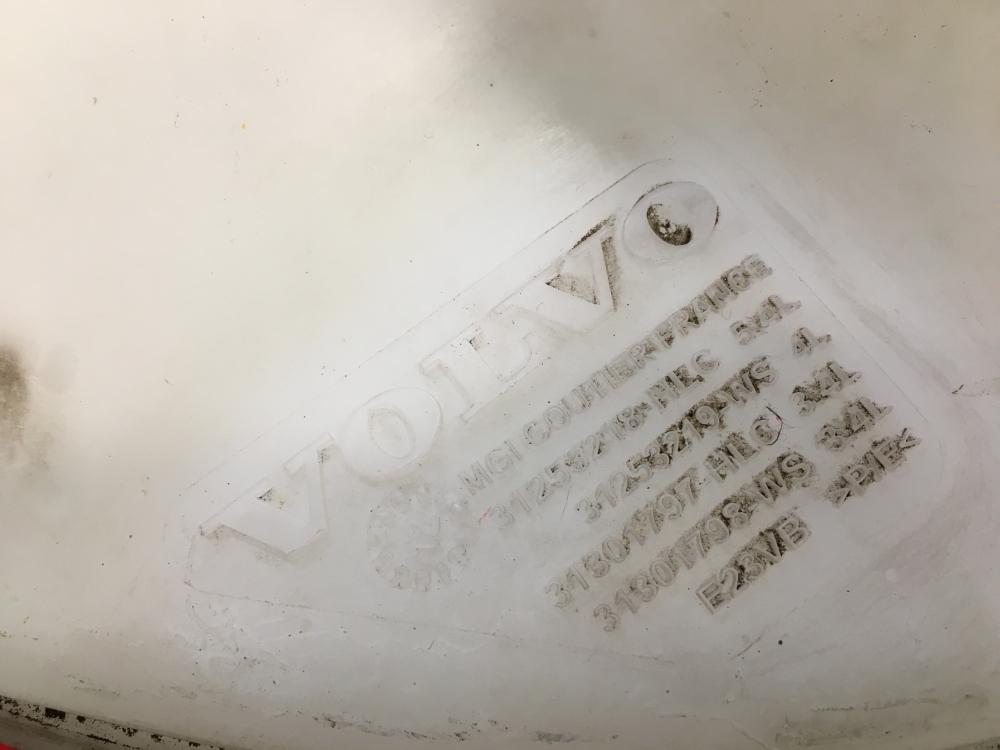 VOLVO
MGI COUTIER FRANCE
31253218-HLC 5.4L
31253219-WS 4L
31301797 HLC 3.4L
31301798-WS 3.4L
E23VB >P/E<